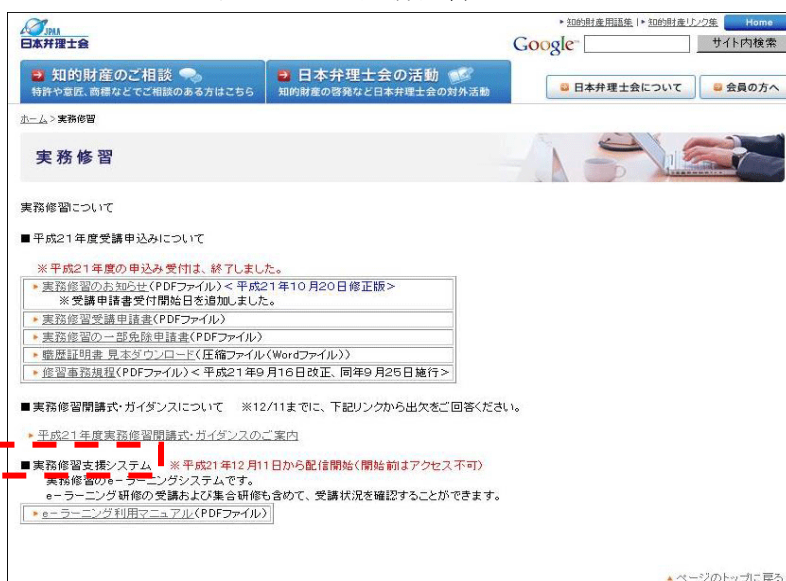 ▶知的財産用語集 | ▶知的財産リンク集 Home
JPAA
日本弁理士会
Google サイト内検索
知的財産のご相談
特許や意匠、商標などでご相談のある方はこちら
日本弁理士会の活動
知的財産の啓発など日本弁理士会の対外活動
日本弁理士会について
会員の方へ
ホーム > 実務修習
実務修習
実務修習について
■平成21年度受講申込みについて
※平成21年度の申込み受付は、終了しました。
実務修習のお知らせ(PDFファイル)<平成21年10月20日修正版>
※受講申請書受付開始日を追加しました。
実務修習受講申請書(PDFファイル)
実務修習の一部免除申請書(PDFファイル)
職歴証明書 見本ダウンロード(圧縮ファイル(Wordファイル))
修習事務規程(PDFファイル)<平成21年9月16日改正、同年9月25日施行>
■実務修習開講式・ガイダンスについて ※12/11までに、下記リンクから出欠をご回答ください。
平成21年度実務修習開講式・ガイダンスのご案内
■実務修習支援システム ※平成21年12月11日から配信開始(開始前はアクセス不可)
実務修習のe-ラーニングシステムです。
e-ラーニング研修の受講および集合研修も含めて、受講状況を確認することができます。
e-ラーニング利用マニュアル(PDFファイル)
▲ページのトップに戻る